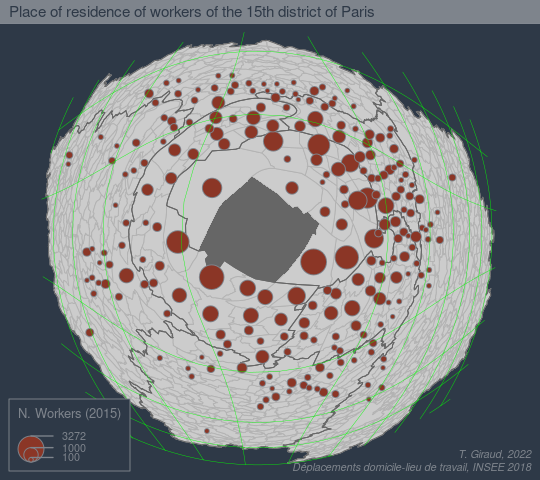 Place of residence of workers of the 15th district of Paris
N. Workers (2015)
3272
1000
100
T. Giraud, 2022
Déplacements domicile-lieu de travail, INSEE 2018